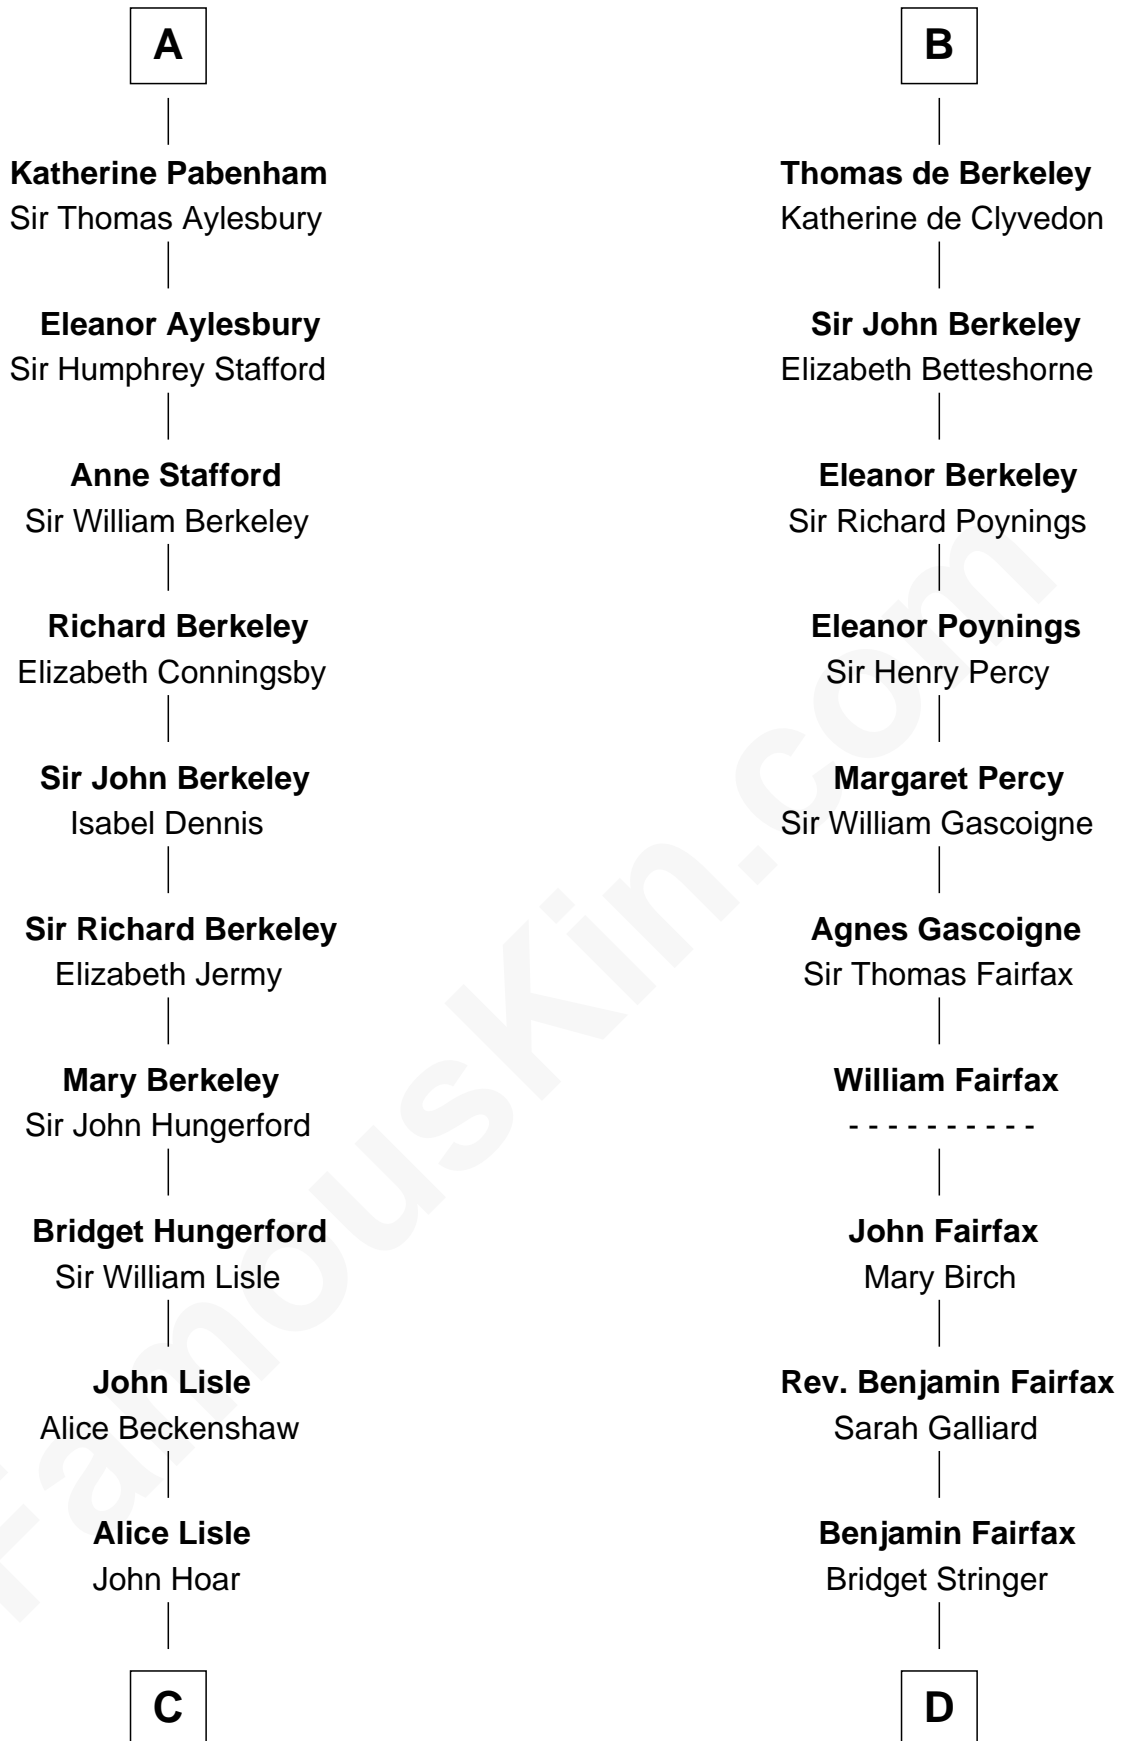 A
Katherine Pabenham
Sir Thomas Aylesbury
Eleanor Aylesbury
Sir Humphrey Stafford
Anne Stafford
Sir William Berkeley
Richard Berkeley
Elizabeth Conningsby
Sir John Berkeley
Isabel Dennis
Sir Richard Berkeley
Elizabeth Jermy
Mary Berkeley
Sir John Hungerford
Bridget Hungerford
Sir William Lisle
John Lisle
Alice Beckenshaw
Alice Lisle
John Hoar
C
B
Thomas de Berkeley
Katherine de Clyvedon
Sir John Berkeley
Elizabeth Betteshorne
Eleanor Berkeley
Sir Richard Poynings
Eleanor Poynings
Sir Henry Percy
Margaret Percy
Sir William Gascoigne
Agnes Gascoigne
Sir Thomas Fairfax
William Fairfax
- - - - - - - - - -
John Fairfax
Mary Birch
Rev. Benjamin Fairfax
Sarah Galliard
Benjamin Fairfax
Bridget Stringer
D
FamousKin.com